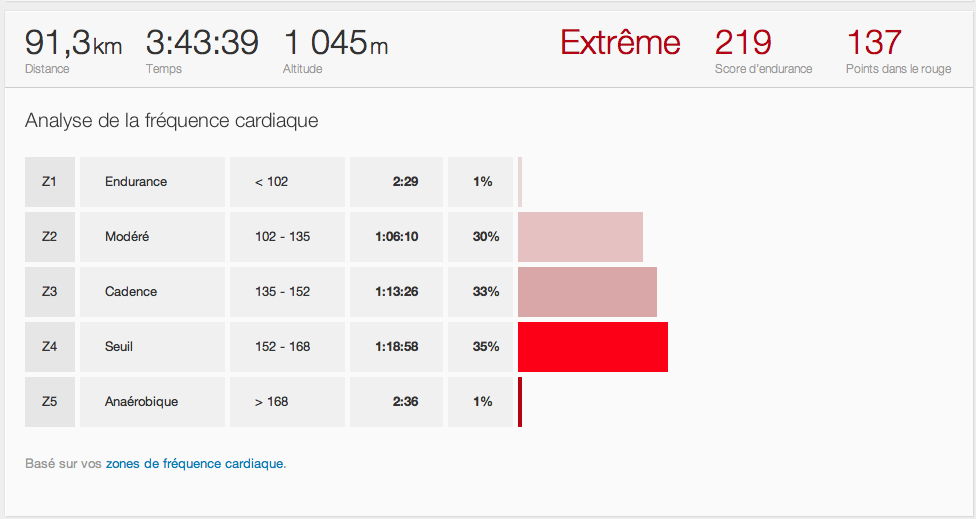 91,3km 3:43:39 1 045m Extrême 219 137
Distance Temps Altitude Score d'endurance Points dans le rouge
Analyse de la fréquence cardiaque
Z1 Endurance < 102 2:29 1%
Z2 Modéré 102 - 135 1:06:10 30%
Z3 Cadence 135 - 152 1:13:26 33%
Z4 Seuil 152 - 168 1:18:58 35%
Z5 Anaérobique > 168 2:36 1%
Basé sur vos zones de fréquence cardiaque.